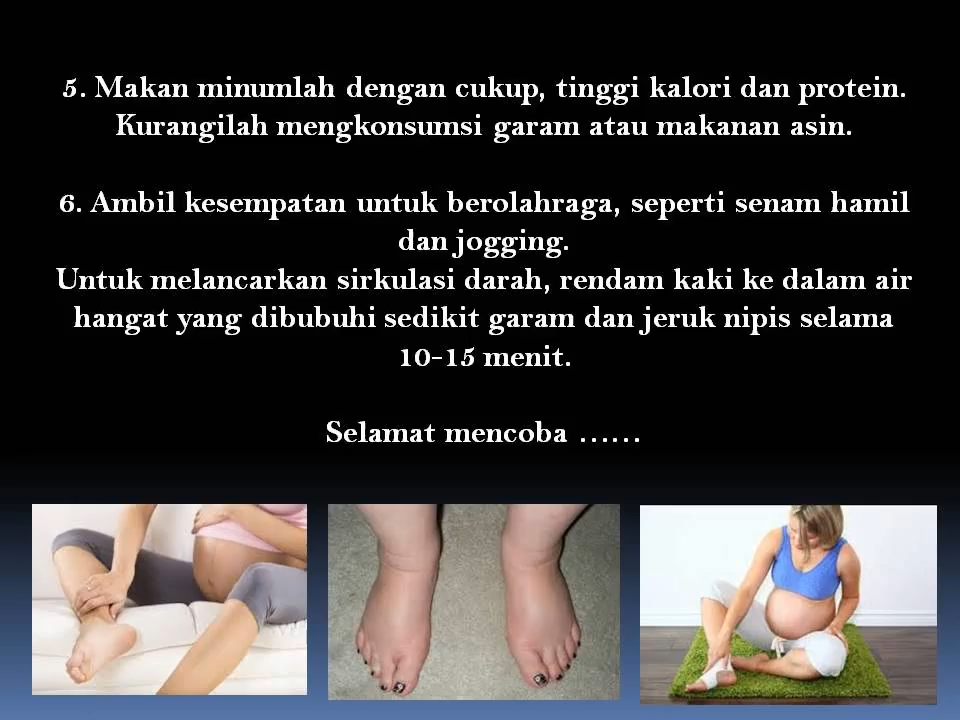 5. Makan minumlah dengan cukup, tinggi kalori dan protein.
Kurangilah mengkonsumsi garam atau makanan asin.
6. Ambil kesempatan untuk berolahraga, seperti senam hamil
dan jogging.
Untuk melancarkan sirkulasi darah, rendam kaki ke dalam air
hangat yang dibubuhi sedikit garam dan jeruk nipis selama
10-15 menit.
Selamat mencoba ......